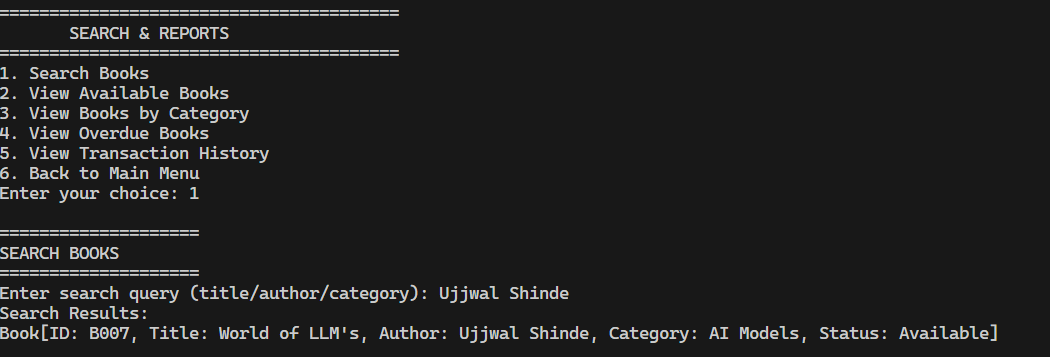 ========================================
SEARCH & REPORTS
========================================
1. Search Books
2. View Available Books
3. View Books by Category
4. View Overdue Books
5. View Transaction History
6. Back to Main Menu
Enter your choice: 1
====================
SEARCH BOOKS
====================
Enter search query (title/author/category): Ujjwal Shinde
Search Results:
Book[ID: B007, Title: World of LLM's, Author: Ujjwal Shinde, Category: AI Models, Status: Available]